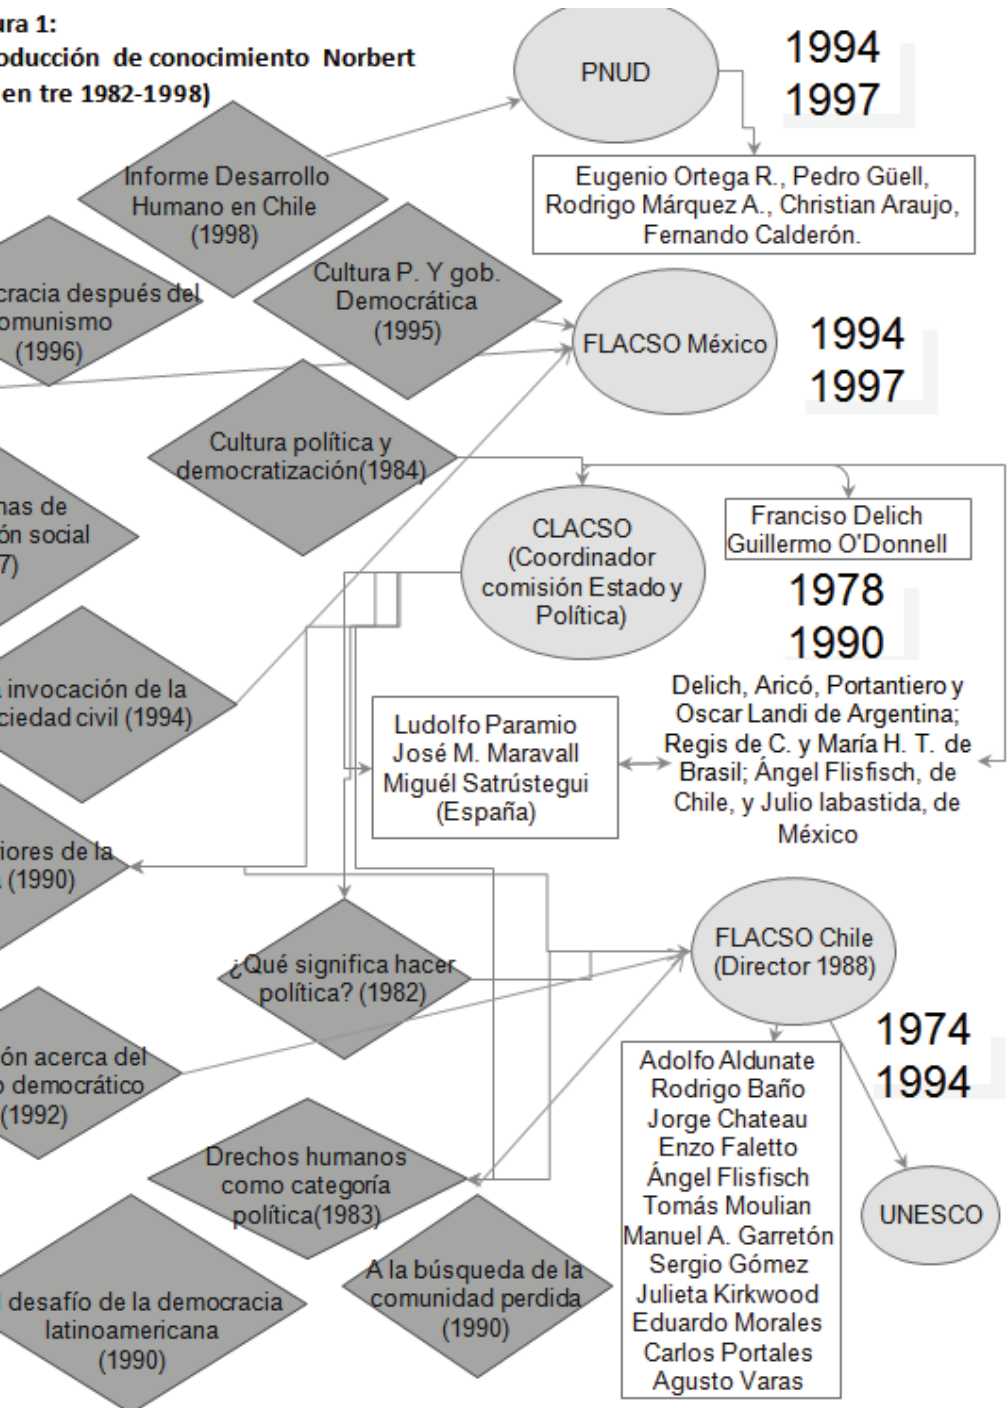 ura 1:
oducción de conocimiento Norbert
en tre 1982-1998)
PNUD
1994
1997
Informe Desarrollo
Humano en Chile
(1998)
Eugenio Ortega R., Pedro Güell,
Rodrigo Márquez A., Christian Araujo,
Fernando Calderón.
Cultura P. Y gob.
Democrática
(1995)
cracia después del
omunismo
(1996)
FLACSO México
1994
1997
Cultura política y
democratización(1984)
nas de
ón social
7)
CLACSO
(Coordinador
comisión Estado y
Política)
Franciso Delich
Guillermo O'Donnell
1978
1990
invocación de la
ciedad civil (1994)
Ludolfo Paramio
José M. Maravall
Miguél Satrústegui
(España)
Delich, Aricó, Portantiero y
Oscar Landi de Argentina;
Regis de C. y María H. T. de
Brasil; Ángel Flisfisch, de
Chile, y Julio labastida, de
México
iores de la
(1990)
¿Qué significa hacer
política? (1982)
FLACSO Chile
(Director 1988)
1974
1994
ón acerca del
o democrático
(1992)
Adolfo Aldunate
Rodrigo Baño
Jorge Chateau
Enzo Faletto
Ángel Flisfisch
Tomás Moulian
Manuel A. Garretón
Sergio Gómez
Julieta Kirkwood
Eduardo Morales
Carlos Portales
Agusto Varas
UNESCO
Drechos humanos
como categoría
política(1983)
A la búsqueda de la
comunidad perdida
(1990)
desafío de la democracia
latinoamericana
(1990)